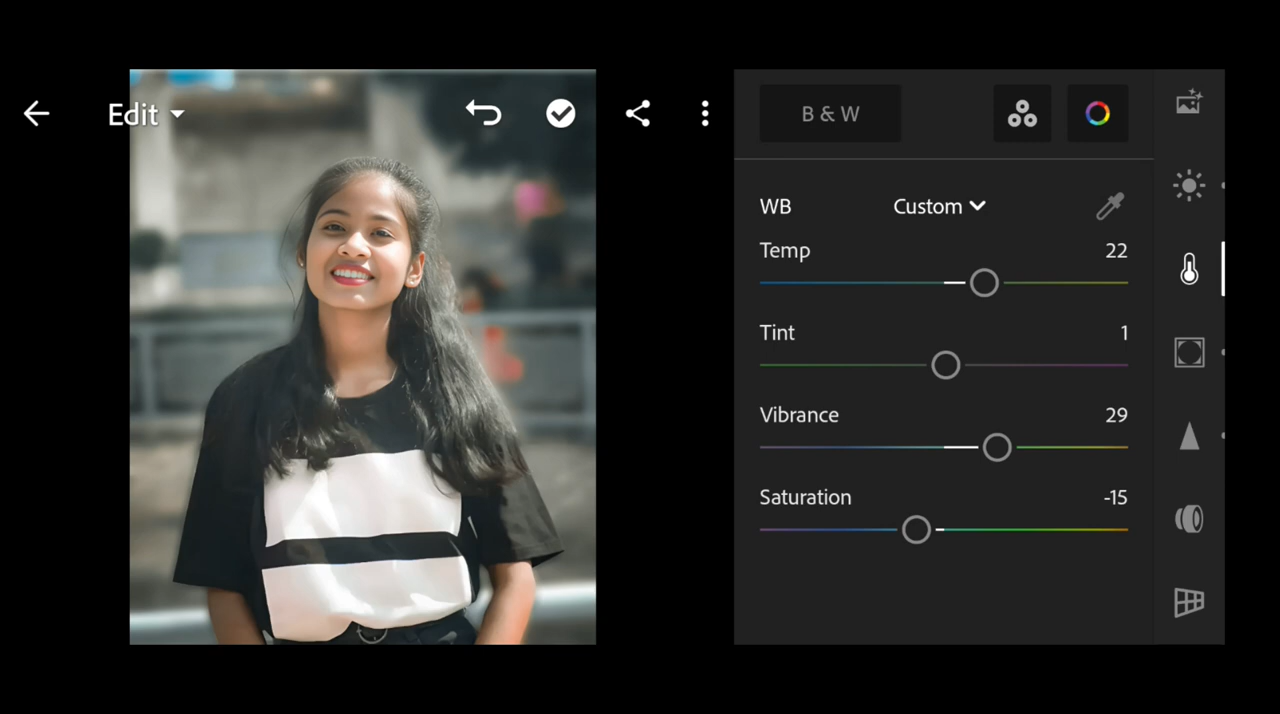 Edit
B & W
WB Custom
Temp 22
Tint 1
Vibrance 29
Saturation -15